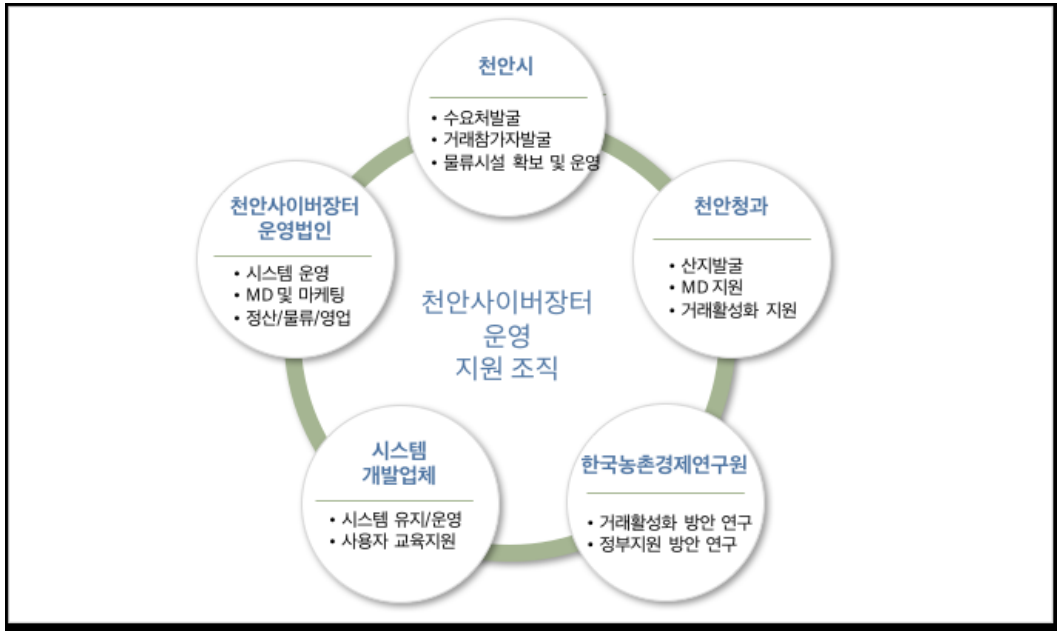 천안시
• 수요처발굴
• 거래참가자발굴
• 물류시설 확보 및 운영
천안사이버장터
운영법인
• 시스템 운영
• MD 및 마케팅
• 정산/물류/영업
천안청과
• 산지발굴
• MD 지원
• 거래활성화 지원
천안사이버장터
운영
지원 조직
시스템
개발업체
• 시스템 유지/운영
• 사용자 교육지원
한국농촌경제연구원
• 거래활성화 방안 연구
• 정부지원 방안 연구